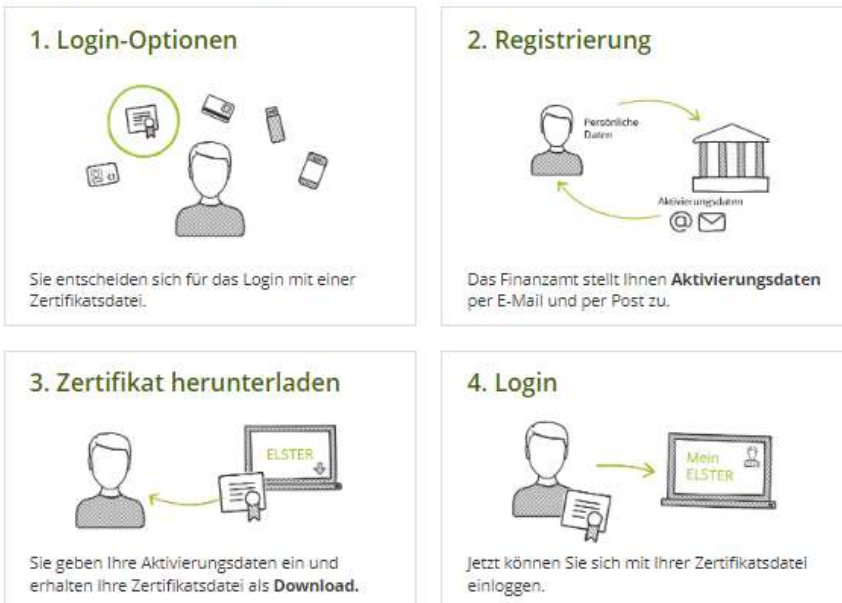 1. Login-Optionen
Sie entscheiden sich für das Login mit einer
Zertifikatsdatei.
2. Registrierung
Persönliche
Daten
Aktivierungsdaten
@
Das Finanzamt stellt Ihnen Aktivierungsdaten
per E-Mail und per Post zu.
3. Zertifikat herunterladen
ELSTER
Sie geben Ihre Aktivierungsdaten ein und
erhalten Ihre Zertifikatsdatei als Download.
4. Login
Mein
ELSTER
Jetzt können Sie sich mit Ihrer Zertifikatsdatei
einloggen.